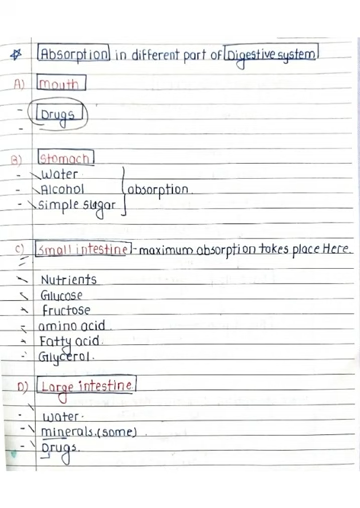 Absorption in different part of Digestive system
A) mouth
- Drugs
-
B) Stomach
- Water
- Alcohol absorption.
- Simple sugar
C) Small intestine - maximum absorption takes place Here.
- Nutrients
- Glucose
- Fructose
- amino acid
- Fatty acid.
- Glycerol.
D) Large intestine
- water.
- minerals.(some)
- Drugs.